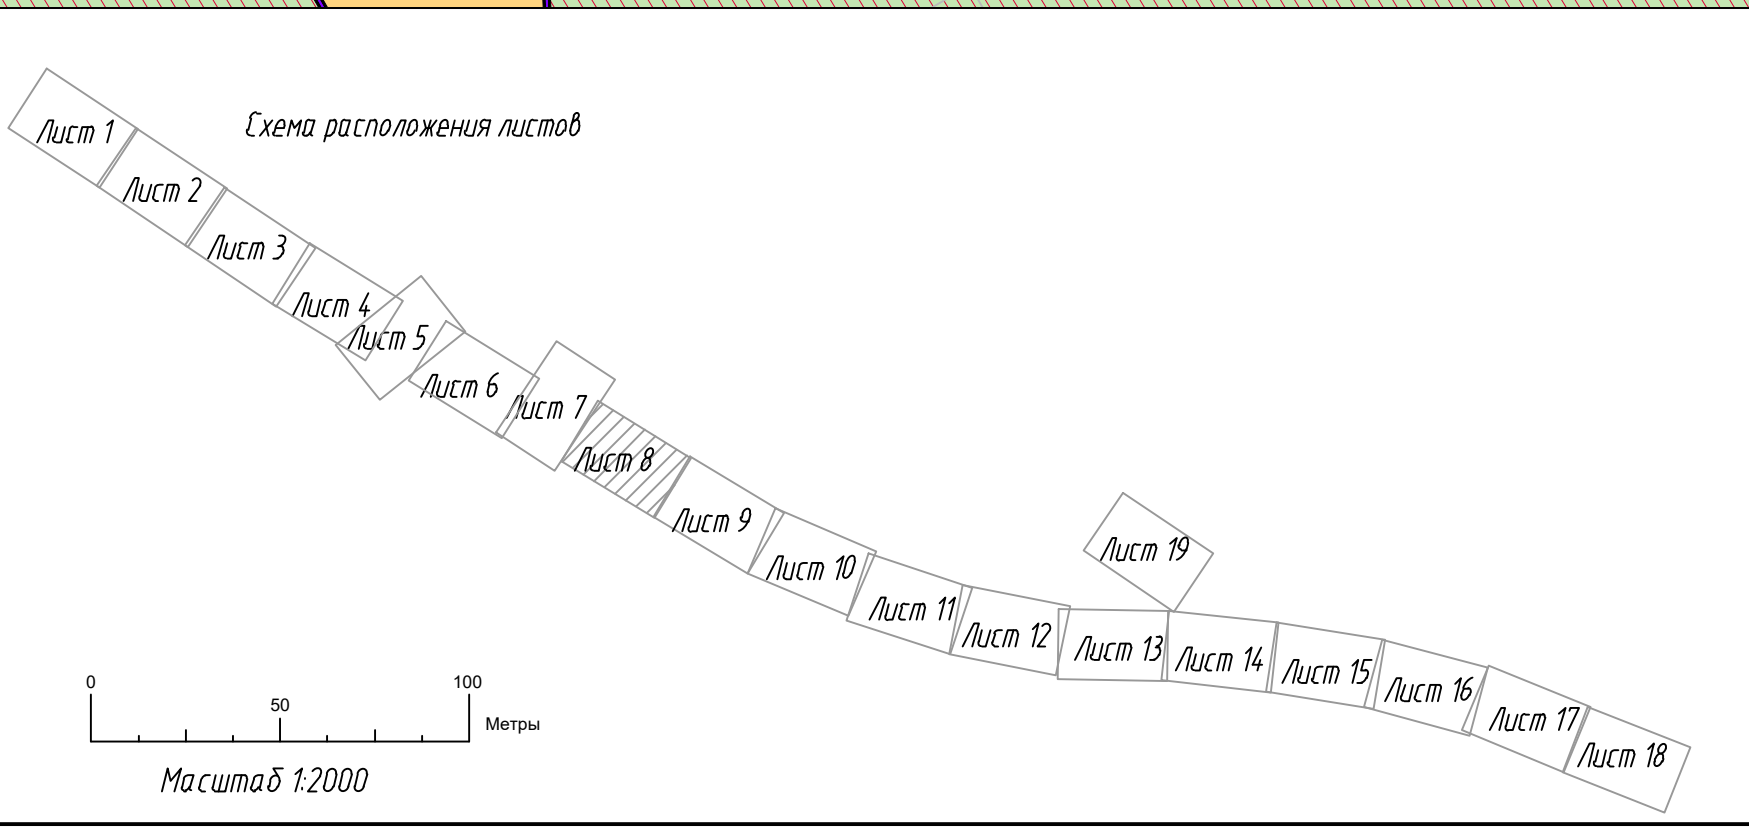 Схема расположения листов
Лист 1
Лист 2
Лист 3
Лист 4
Лист 5
Лист 6
Лист 7
Лист 8
Лист 9
Лист 10
Лист 11
Лист 12
Лист 13
Лист 14
Лист 15
Лист 16
Лист 17
Лист 18
Лист 19
0 50 100
Метры
Масштаб 1:2000